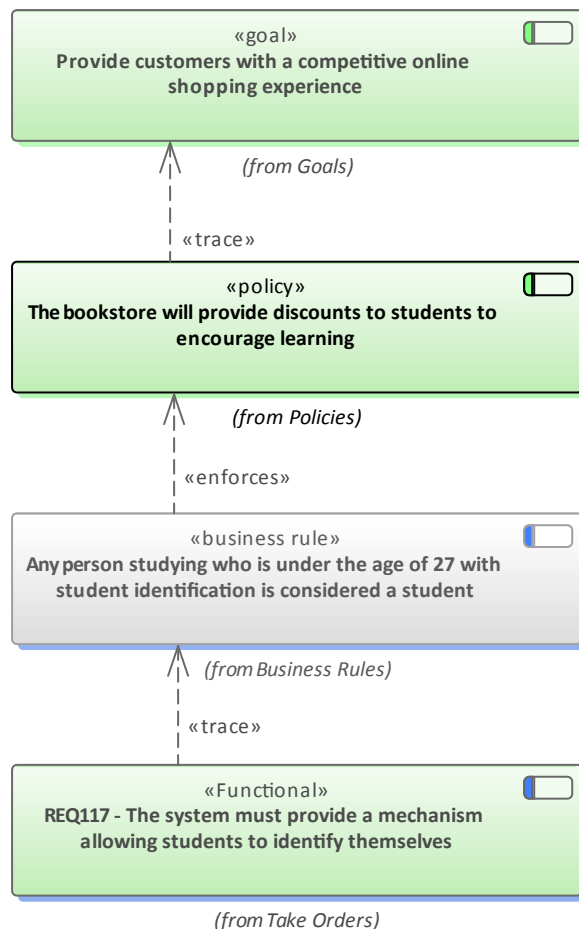 «goal»
Provide customers with a competitive online
shopping experience
(from Goals)
«trace»
«policy»
The bookstore will provide discounts to students to
encourage learning
(from Policies)
«enforces»
«business rule»
Any person studying who is under the age of 27 with
student identification is considered a student
(from Business Rules)
«trace»
«Functional»
REQ117 - The system must provide a mechanism
allowing students to identify themselves
(from Take Orders)